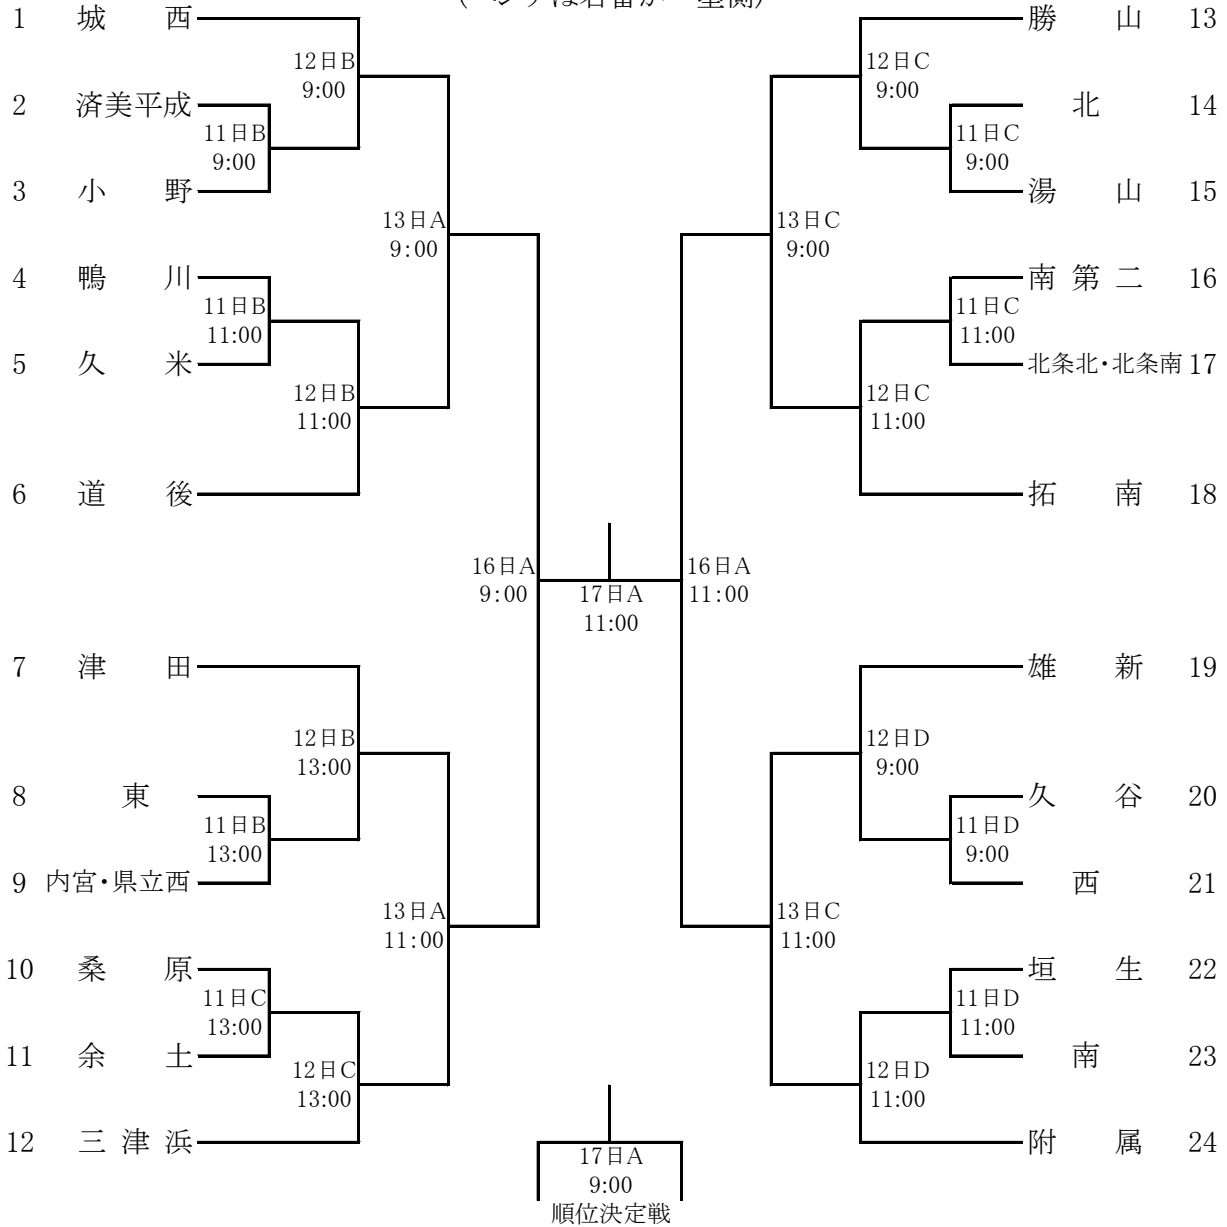 1 城西
12日B
9:00
2 済美平成
11日B
9:00
3 小野
13日A
9:00
4 鴨川
11日B
11:00
5 久米
12日B
11:00
6 道後
16日A
9:00
7 津田
12日B
13:00
8 東
11日B
13:00
9 内宮・県立西
13日A
11:00
10 桑原
11日C
13:00
11 余土
12日C
13:00
12 三津浜
17日A
11:00
17日A
9:00
順位決定戦
勝山 13
12日C
9:00
北 14
11日C
9:00
湯山 15
13日C
9:00
南第二 16
11日C
11:00
北条北・北条南 17
12日C
11:00
拓南 18
16日A
11:00
雄新 19
12日D
9:00
久谷 20
11日D
9:00
西 21
13日C
11:00
垣生 22
11日D
11:00
南 23
12日D
11:00
附属 24